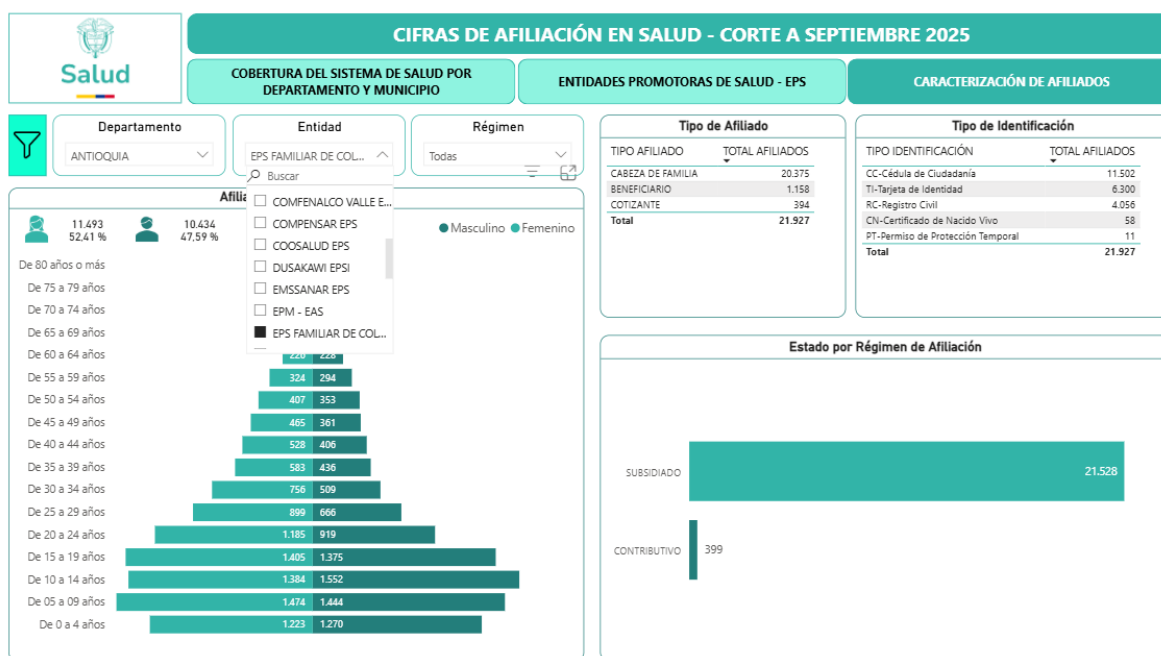 CIFRAS DE AFILIACIÓN EN SALUD - CORTE A SEPTIEMBRE 2025
Salud
COBERTURA DEL SISTEMA DE SALUD POR
DEPARTAMENTO Y MUNICIPIO
ENTIDADES PROMOTORAS DE SALUD - EPS
CARACTERIZACIÓN DE AFILIADOS
Departamento
ANTIOQUIA
Entidad
EPS FAMILIAR DE COL...
Régimen
Todas
Buscar
COMFENALCO VALLE E...
COMPENSAR EPS
COOSALUD EPS
DUSAKAWI EPSI
EMSSANAR EPS
EPM - EAS
EPS FAMILIAR DE COL...
Afilia
11.493
52,41 %
10.434
47,59 %
Masculino Femenino
De 80 años o más
De 75 a 79 años
De 70 a 74 años
De 65 a 69 años
De 60 a 64 años 226 228
De 55 a 59 años 324 294
De 50 a 54 años 407 353
De 45 a 49 años 465 361
De 40 a 44 años 528 406
De 35 a 39 años 583 436
De 30 a 34 años 756 509
De 25 a 29 años 899 666
De 20 a 24 años 1.185 919
De 15 a 19 años 1.405 1.375
De 10 a 14 años 1.384 1.552
De 05 a 09 años 1.474 1.444
De 0 a 4 años 1.223 1.270
Tipo de Afiliado
TIPO AFILIADO TOTAL AFILIADOS
CABEZA DE FAMILIA 20.375
BENEFICIARIO 1.158
COTIZANTE 394
Total 21.927
Tipo de Identificación
TIPO IDENTIFICACIÓN TOTAL AFILIADOS
CC-Cédula de Ciudadanía 11.502
TI-Tarjeta de Identidad 6.300
RC-Registro Civil 4.056
CN-Certificado de Nacido Vivo 58
PT-Permiso de Protección Temporal 11
Total 21.927
Estado por Régimen de Afiliación
SUBSIDIADO 21.528
CONTRIBUTIVO 399